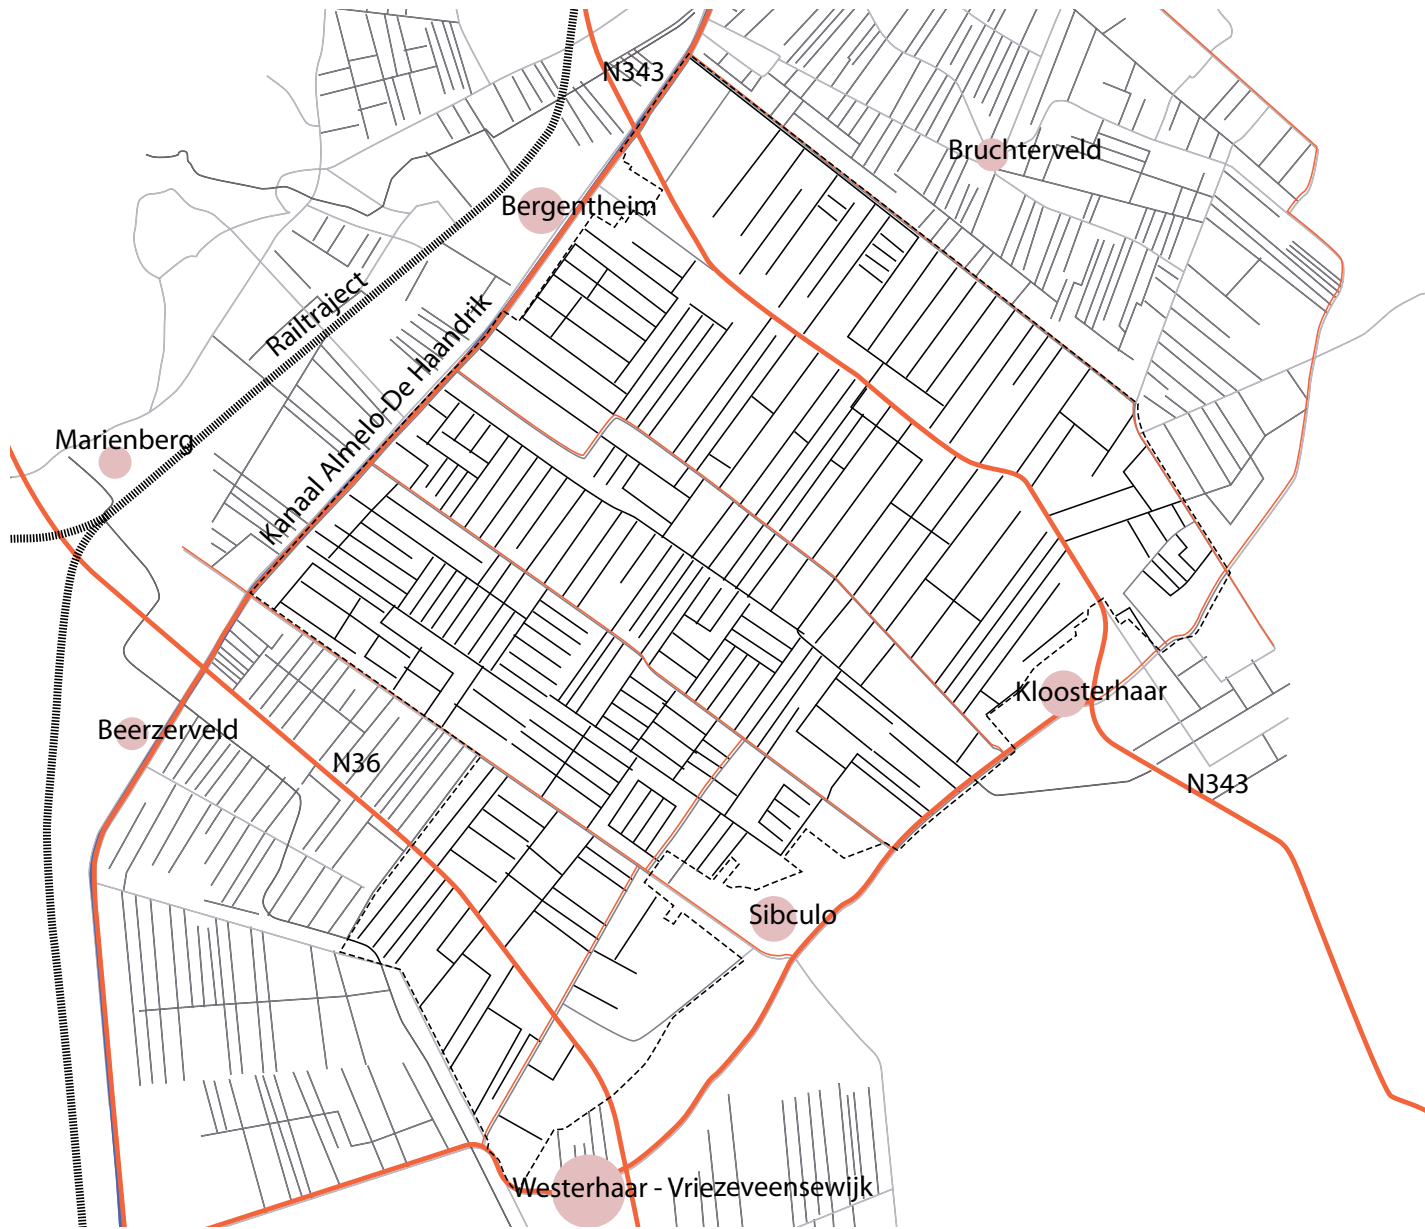 N343
Bruchterveld
Bergentheim
Railtraject
Kanaal Almelo-De Haandrik
Marienberg
Kloosterhaar
Beerzerveld
N36
N343
Sibculo
Westerhaar - Vriezeveensewijk